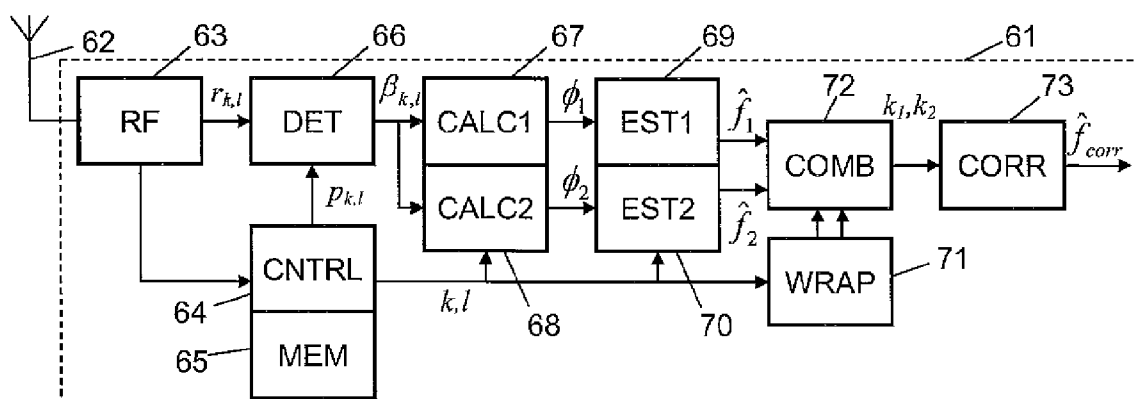 62 63 66 67 69 61
RF r_{k,l} DET β_{k,l} CALC1 ϕ_1 EST1 \hat{f}_1 72 k_1,k_2 73
COMB CORR \hat{f}_{corr}
p_{k,l} CALC2 ϕ_2 EST2 \hat{f}_2
CNTRL k,l WRAP 71
64 68 70
65 MEM